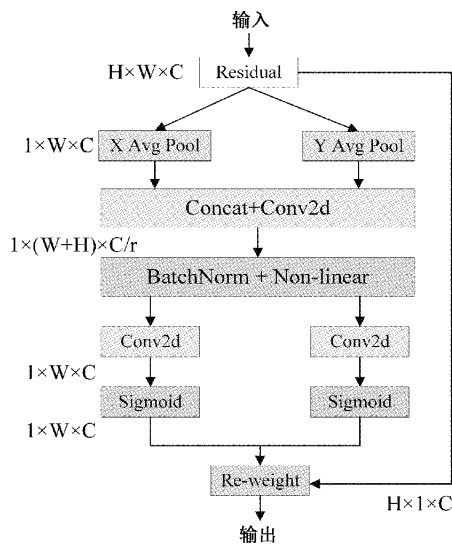 输入
H×W×C
Residual
1×W×C
X Avg Pool
Y Avg Pool
Concat+Conv2d
1×(W+H)×C/r
BatchNorm + Non-linear
Conv2d
Conv2d
1×W×C
Sigmoid
Sigmoid
1×W×C
Re-weight
H×1×C
输出